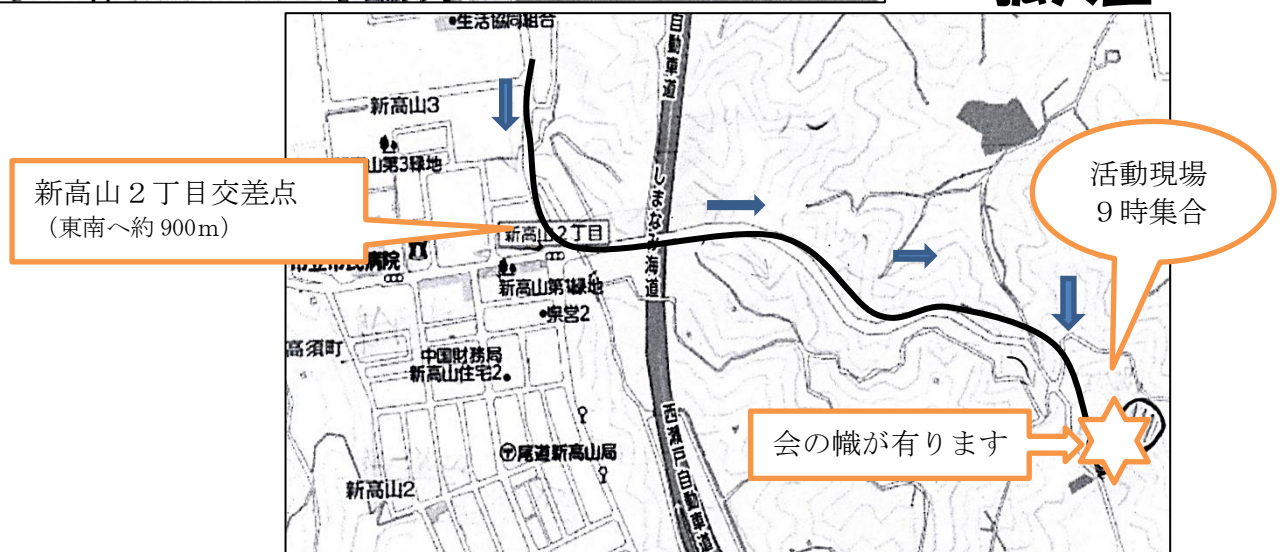 生活協同組合
自動車道
新高山3
山第3緑地
新高山２丁目交差点
（東南へ約 900m）
活動現場
９時集合
しまなみ海道
新高山2丁目
市立市民病院
新高山第1緑地
県営2
高須町
中国財務局
新高山住宅2
会の幟が有ります
西瀬戸自動車道
尾道新高山局
新高山2